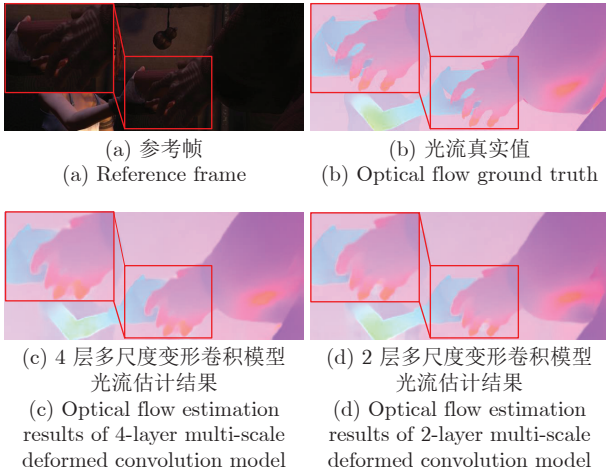 (a) 参考帧
(a) Reference frame
(b) 光流真实值
(b) Optical flow ground truth
(c) 4 层多尺度变形卷积模型
光流估计结果
(c) Optical flow estimation
results of 4-layer multi-scale
deformed convolution model
(d) 2 层多尺度变形卷积模型
光流估计结果
(d) Optical flow estimation
results of 2-layer multi-scale
deformed convolution model